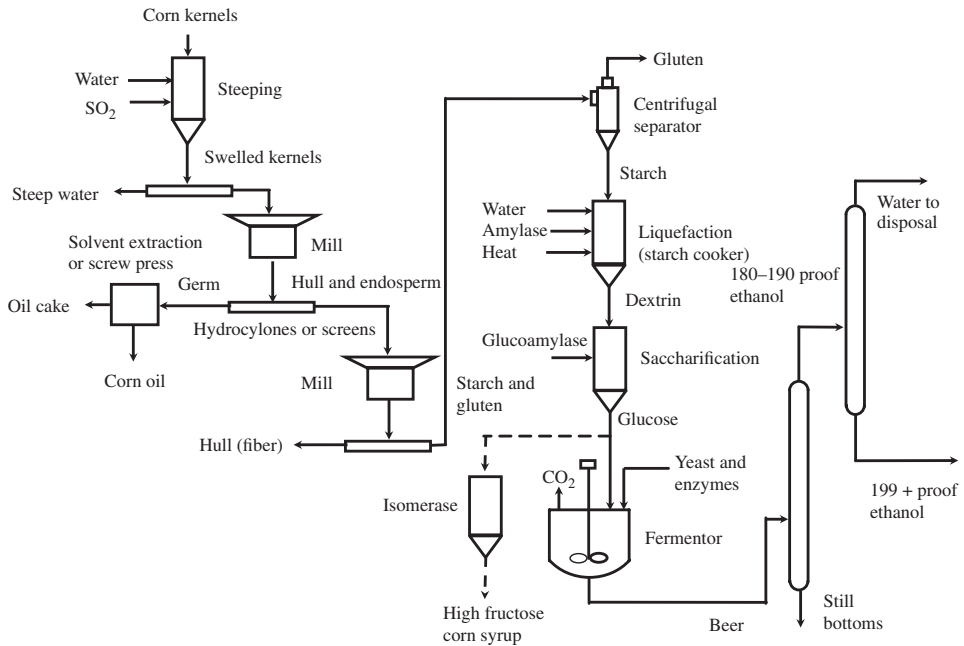 Corn kernels
Water
SO2
Steeping
Swelled kernels
Steep water
Mill
Solvent extraction
or screw press
Germ
Hull and endosperm
Oil cake
Hydrocylones or screens
Corn oil
Mill
Starch and
gluten
Hull (fiber)
Gluten
Centrifugal
separator
Starch
Water
Amylase
Heat
Liquefaction
(starch cooker)
Dextrin
Glucoamylase
Saccharification
Glucose
Isomerase
High fructose
corn syrup
CO2
Yeast and
enzymes
Fermentor
Beer
Still
bottoms
180–190 proof
ethanol
Water to
disposal
199 + proof
ethanol